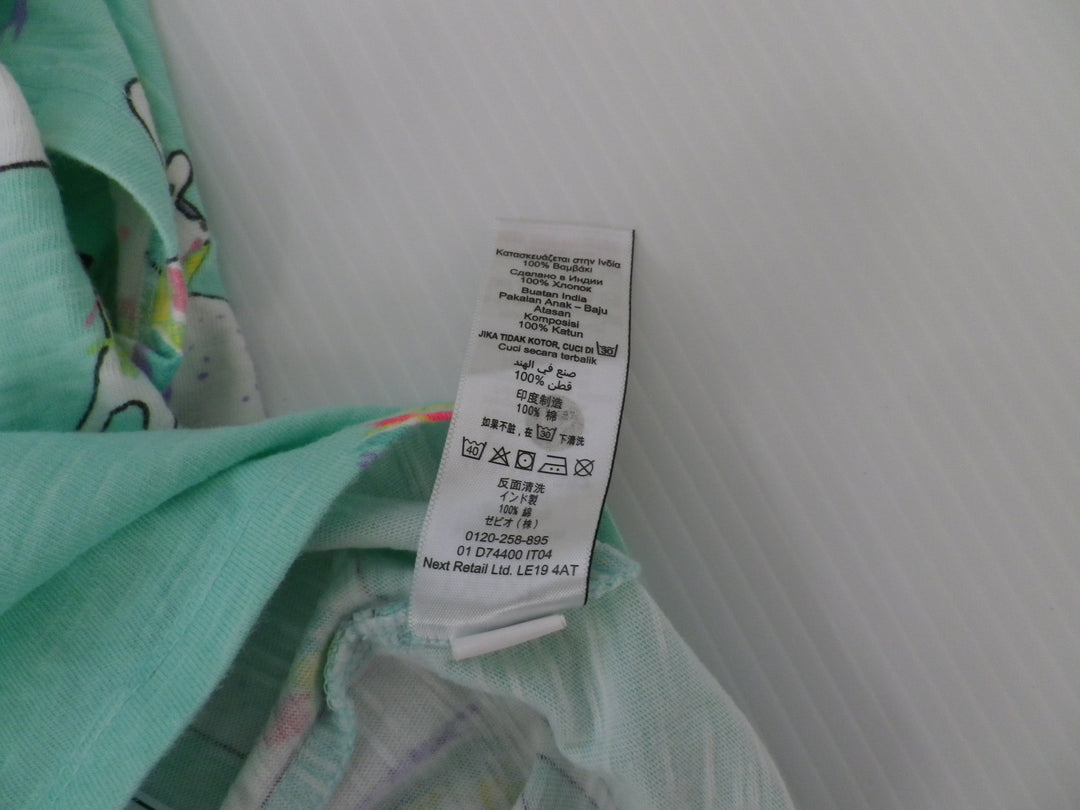 Κατασκευάζεται στην Ινδία
100% Βαμβάκι
Сделано в Индии
100% Хлопок
Buatan India
Pakaian Anak – Baju
Atasan
Komposisi
100% Katun
JIKA TIDAK KOTOR, CUCI DI 30
Cuci secara terbalik
صنع في الهند
100% قطن
印度制造
100% 棉
如果不脏，在 30 下清洗
40
反面清洗
インド製
100% 綿
ゼビオ（株）
0120-258-895
01 D74400 IT04
Next Retail Ltd. LE19 4AT